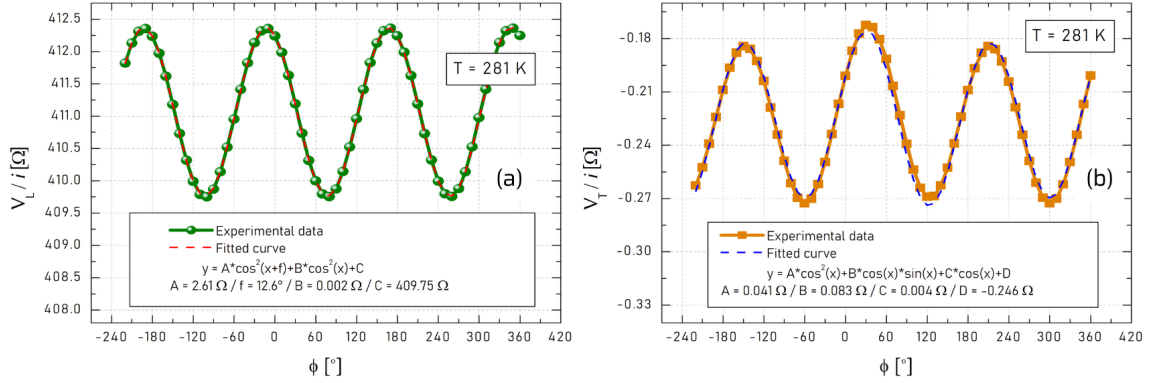 412.5
412.0
411.5
411.0
410.5
410.0
409.5
409.0
408.5
408.0
V_L / i [Ω]
T = 281 K
(a)
Experimental data
Fitted curve
y = A*cos²(x+f)+B*cos²(x)+C
A = 2.61 Ω / f = 12.6° / B = 0.002 Ω / C = 409.75 Ω
-240 -180 -120 -60 0 60 120 180 240 300 360 420
ϕ [°]
−0.18
−0.21
−0.24
−0.27
−0.30
−0.33
V_T / i [Ω]
T = 281 K
(b)
Experimental data
Fitted curve
y = A*cos²(x)+B*cos(x)*sin(x)+C*cos(x)+D
A = 0.041 Ω / B = 0.083 Ω / C = 0.004 Ω / D = −0.246 Ω
-240 -180 -120 -60 0 60 120 180 240 300 360 420
ϕ [°]